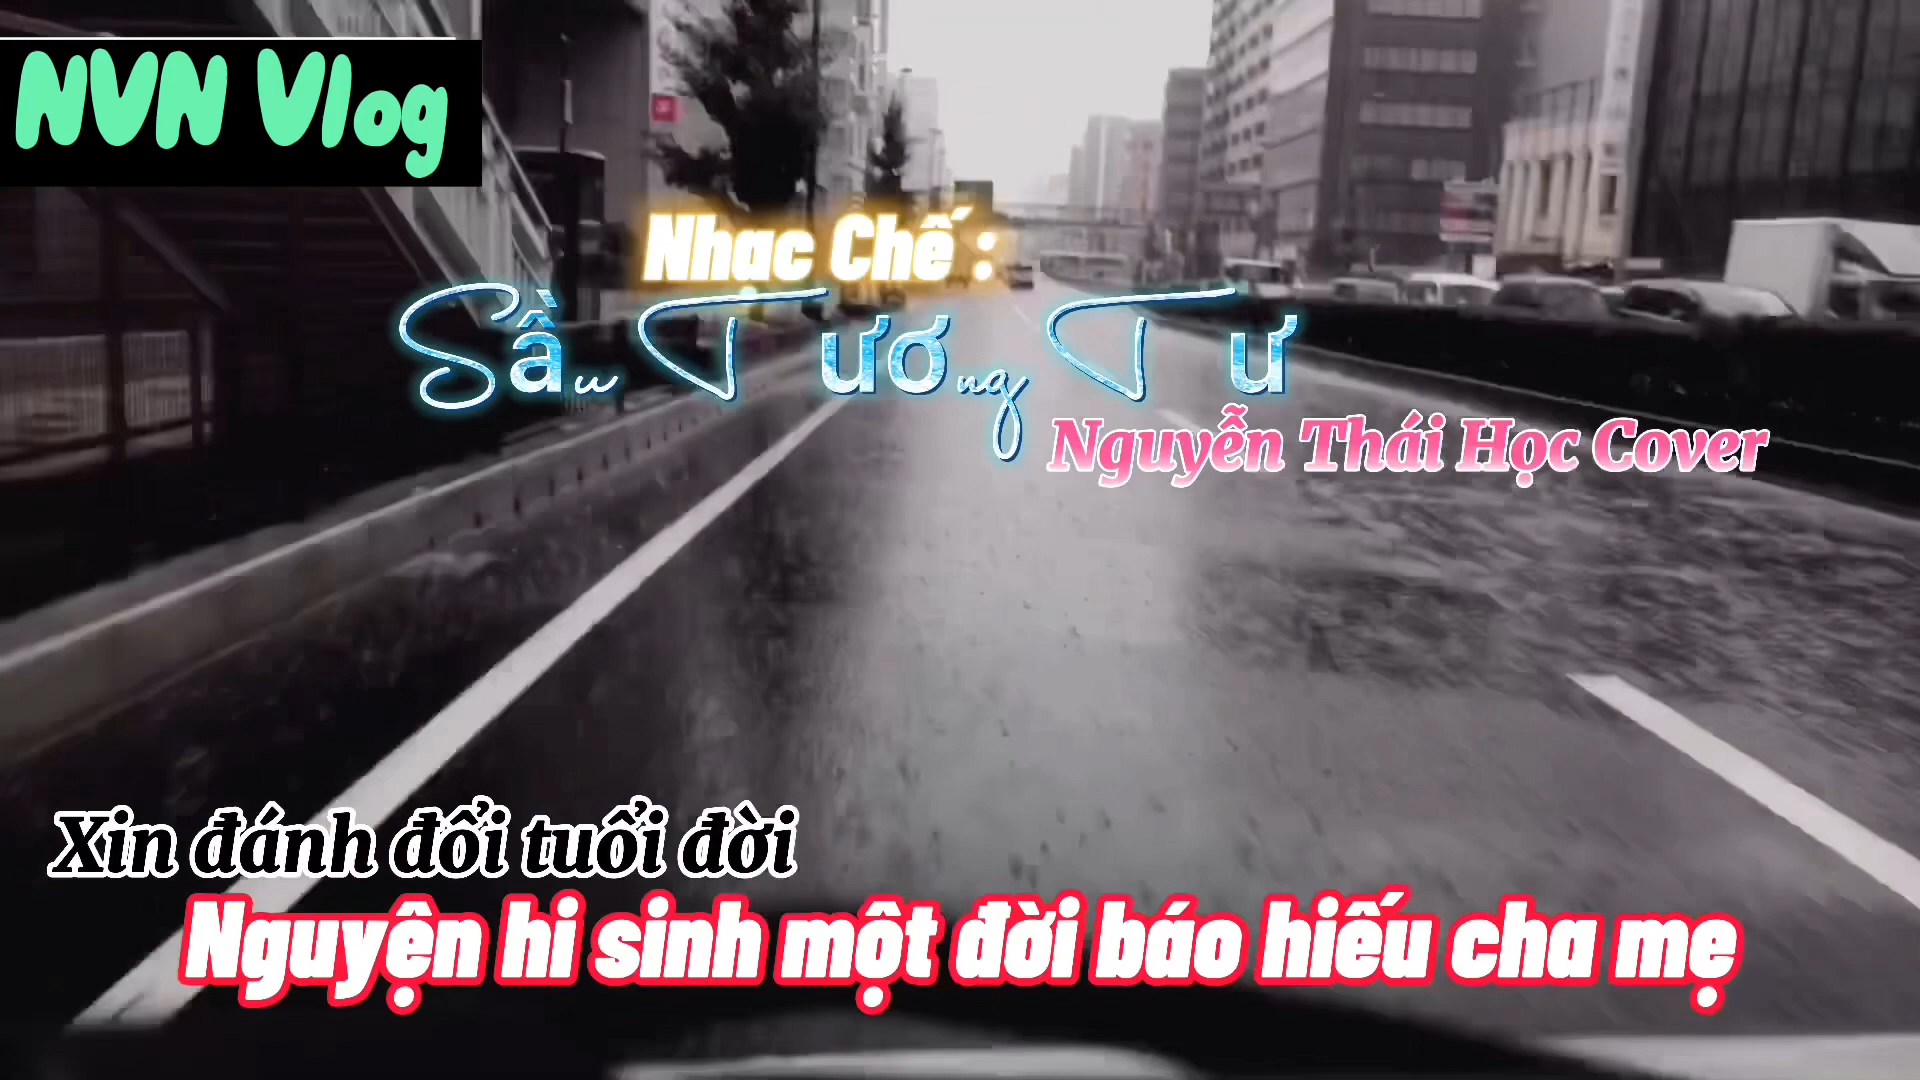 NVN Vlog
Nhạc Chế :
Sầu Tương Tư
Nguyễn Thái Học Cover
Xin đánh đổi tuổi đời
Nguyện hi sinh một đời báo hiếu cha mẹ